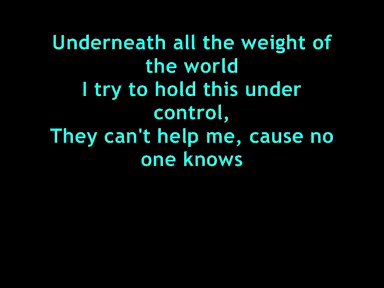 Underneath all the weight of
the world
I try to hold this under
control,
They can't help me, cause no
one knows